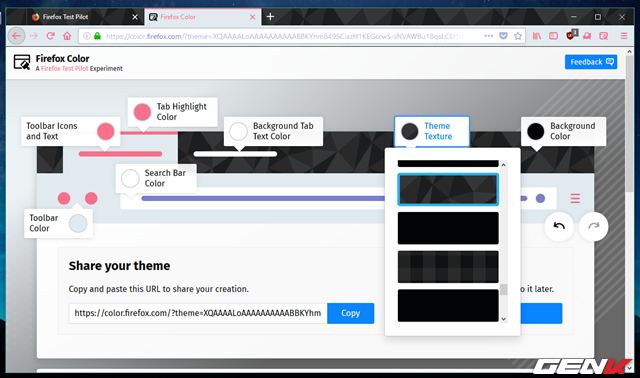 Firefox Test Pilot
Firefox Color
https://color.firefox.com/?theme=XQAAAALoAAAAAAAAAABBKYhm849SCiazH1KEGccwS-xNVAWBu18qsLCD
Firefox Color
A Firefox Test Pilot Experiment
Feedback
Toolbar Icons and Text
Tab Highlight Color
Background Tab Text Color
Theme Texture
Background Color
Search Bar Color
Toolbar Color
Share your theme
Copy and paste this URL to share your creation.
o it later.
https://color.firefox.com/?theme=XQAAAALoAAAAAAAAAABBKYhm
Copy
GENK